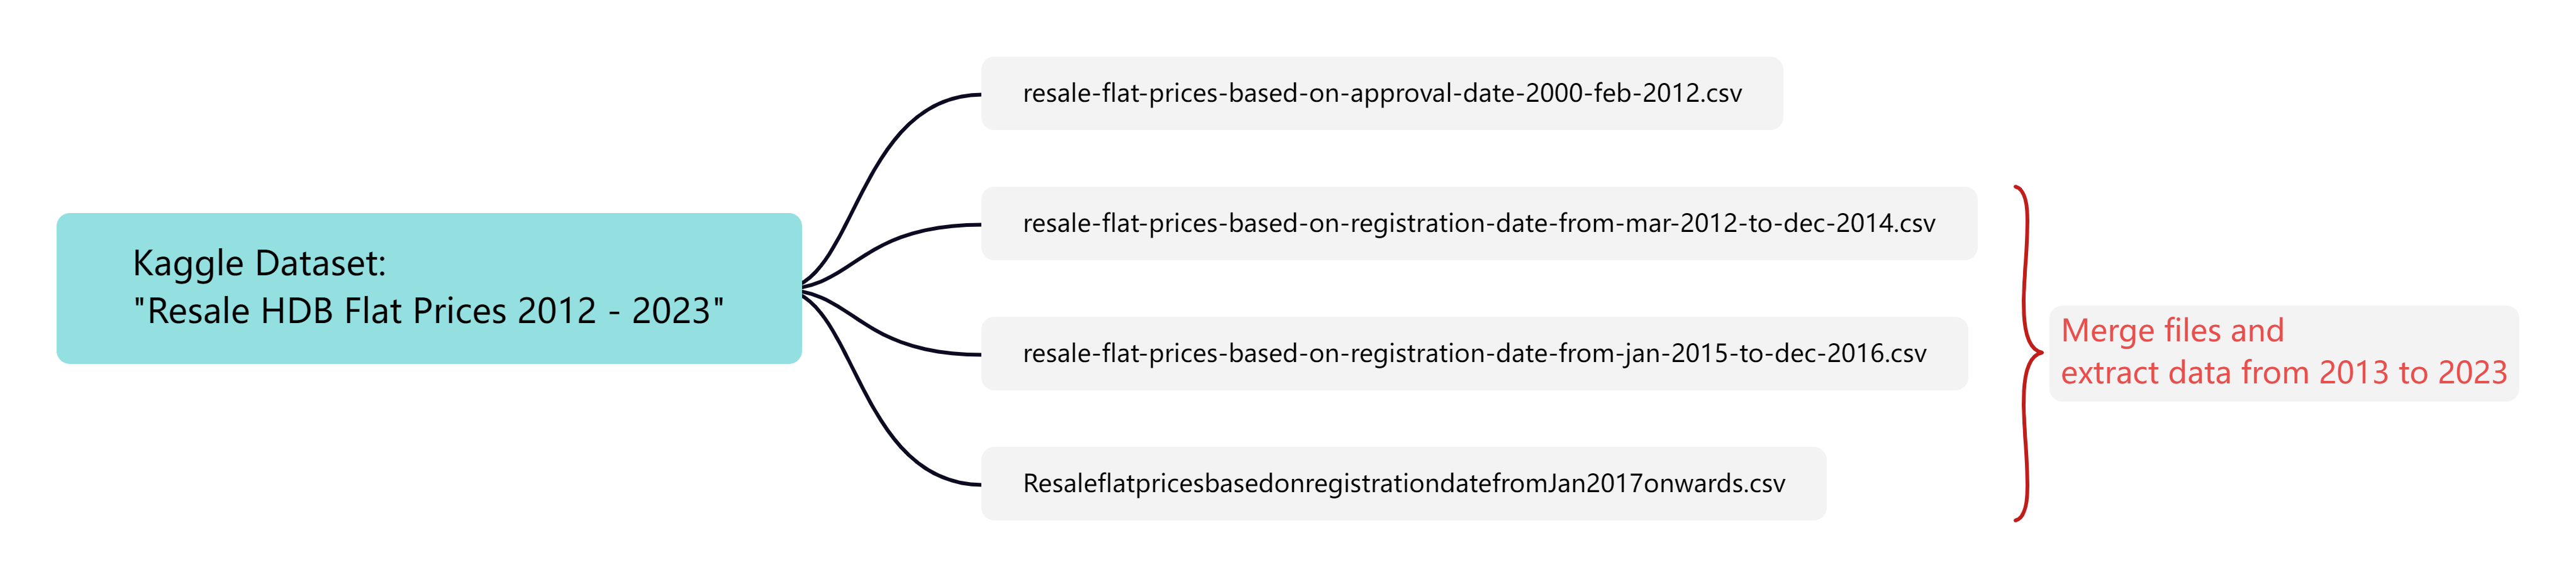 Kaggle Dataset:
"Resale HDB Flat Prices 2012 - 2023"
resale-flat-prices-based-on-approval-date-2000-feb-2012.csv
resale-flat-prices-based-on-registration-date-from-mar-2012-to-dec-2014.csv
resale-flat-prices-based-on-registration-date-from-jan-2015-to-dec-2016.csv
ResaleflatpricesbasedonregistrationdatefromJan2017onwards.csv
Merge files and
extract data from 2013 to 2023